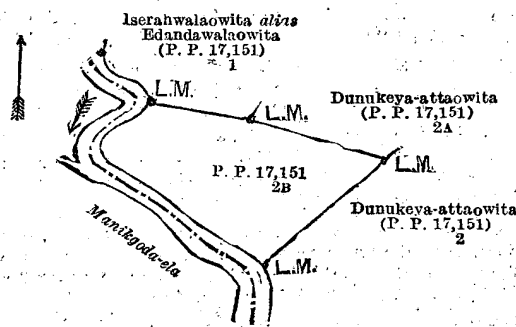 Iserahwalaowita alias
Edandawalaowita
(P. P. 17,151)
1
L.M.
L.M.
Dunukeya-attaowita
(P. P. 17,151)
2A
L.M.
P. P. 17,151
2B
Dunukeya-attaowita
(P. P. 17,151)
2
Manikgoda-ela
L.M.